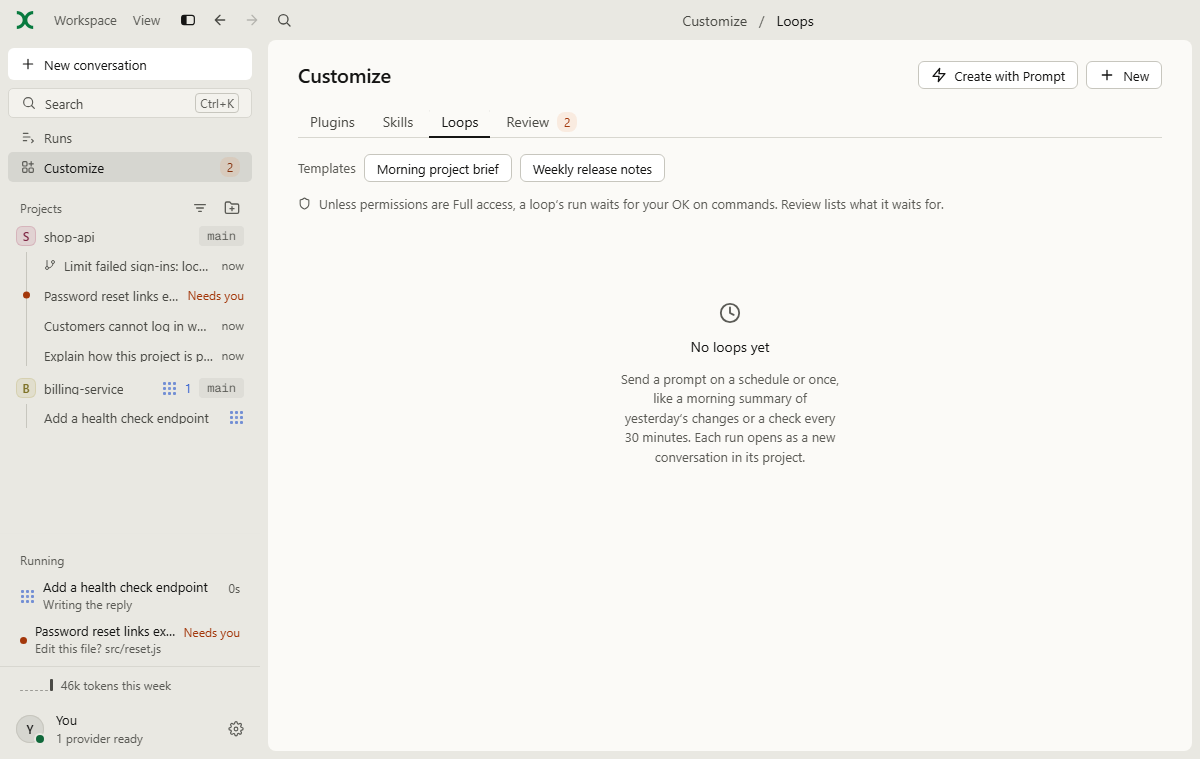 Workspace View
Customize / Loops
New conversation
Search Ctrl+K
Runs
Customize 2
Projects
S shop-api main
Limit failed sign-ins: loc... now
Password reset links e... Needs you
Customers cannot log in w... now
Explain how this project is p... now
B billing-service 1 main
Add a health check endpoint
Running
Add a health check endpoint 0s
Writing the reply
Password reset links ex... Needs you
Edit this file? src/reset.js
46k tokens this week
Y You
1 provider ready
Customize
Create with Prompt
New
Plugins Skills Loops Review 2
Templates Morning project brief Weekly release notes
Unless permissions are Full access, a loop's run waits for your OK on commands. Review lists what it waits for.
No loops yet
Send a prompt on a schedule or once,
like a morning summary of
yesterday's changes or a check every
30 minutes. Each run opens as a new
conversation in its project.